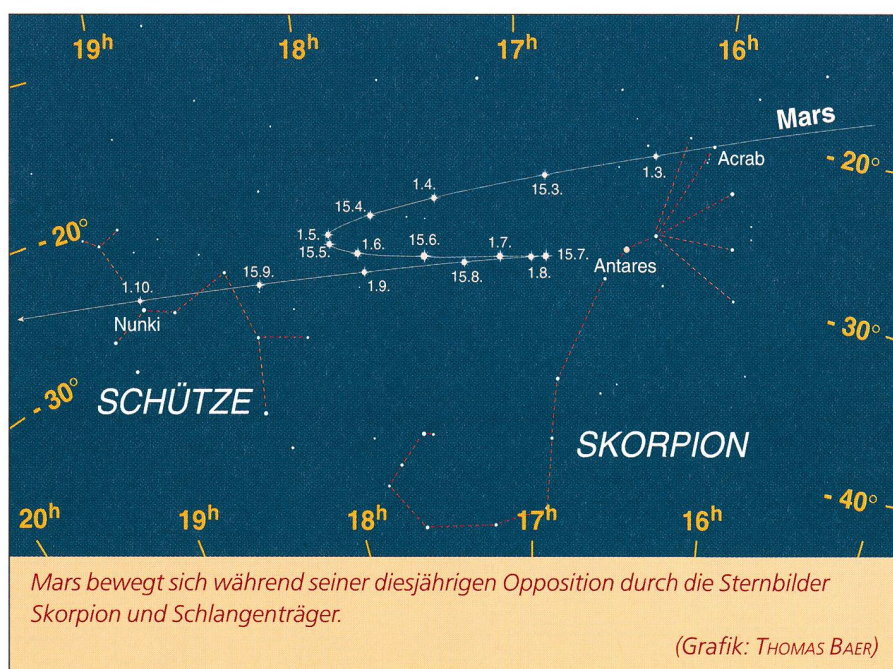 19h 18h 17h 16h
Mars
Acrab
- 20°
1.3.
15.3.
1.4.
15.4.
1.5.
15.5.
1.6.
15.6.
1.7.
15.7.
1.8.
15.8.
1.9.
15.9.
1.10.
- 20°
Antares
Nunki
- 30°
- 30°
SCHÜTZE
SKORPION
- 40°
20h 19h 18h 17h 16h
Mars bewegt sich während seiner diesjährigen Opposition durch die Sternbilder
Skorpion und Schlangenträger.
(Grafik: THOMAS BAER)